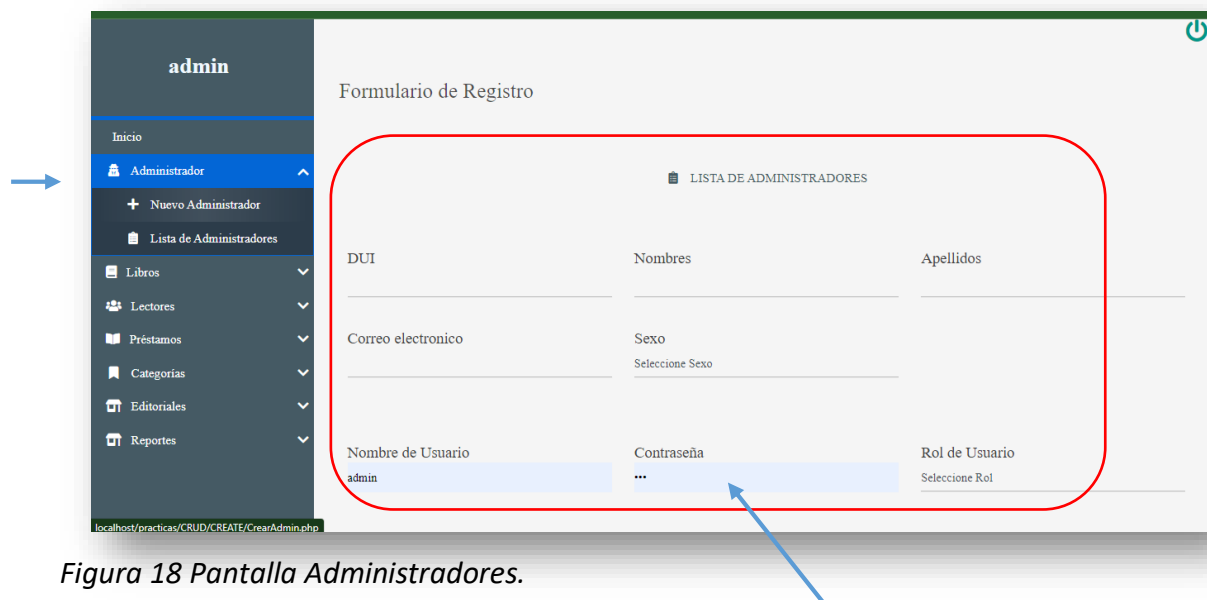 admin
Formulario de Registro
Inicio
Administrador
Nuevo Administrador
Lista de Administradores
Libros
Lectores
Préstamos
Categorías
Editoriales
Reportes
LISTA DE ADMINISTRADORES
DUI Nombres Apellidos
Correo electronico Sexo
Seleccione Sexo
Nombre de Usuario Contraseña Rol de Usuario
admin ••• Seleccione Rol
localhost/practicas/CRUD/CREATE/CrearAdmin.php
Figura 18 Pantalla Administradores.